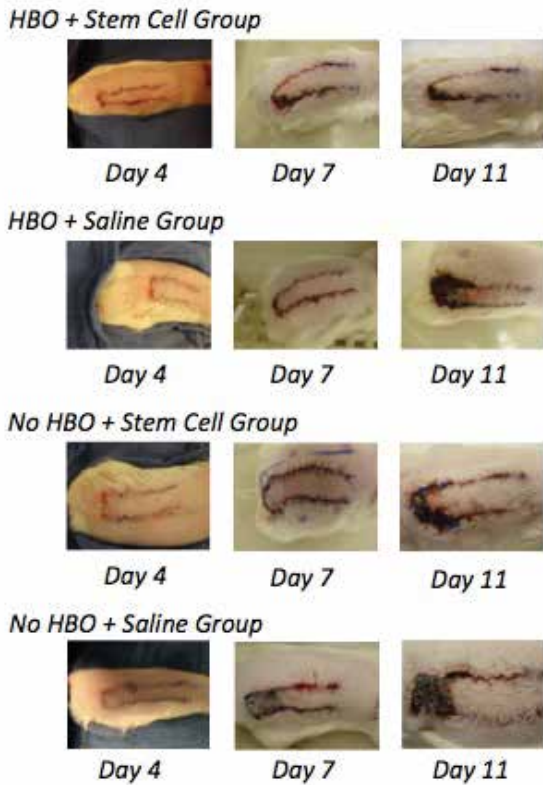 HBO + Stem Cell Group
Day 4 Day 7 Day 11
HBO + Saline Group
Day 4 Day 7 Day 11
No HBO + Stem Cell Group
Day 4 Day 7 Day 11
No HBO + Saline Group
Day 4 Day 7 Day 11